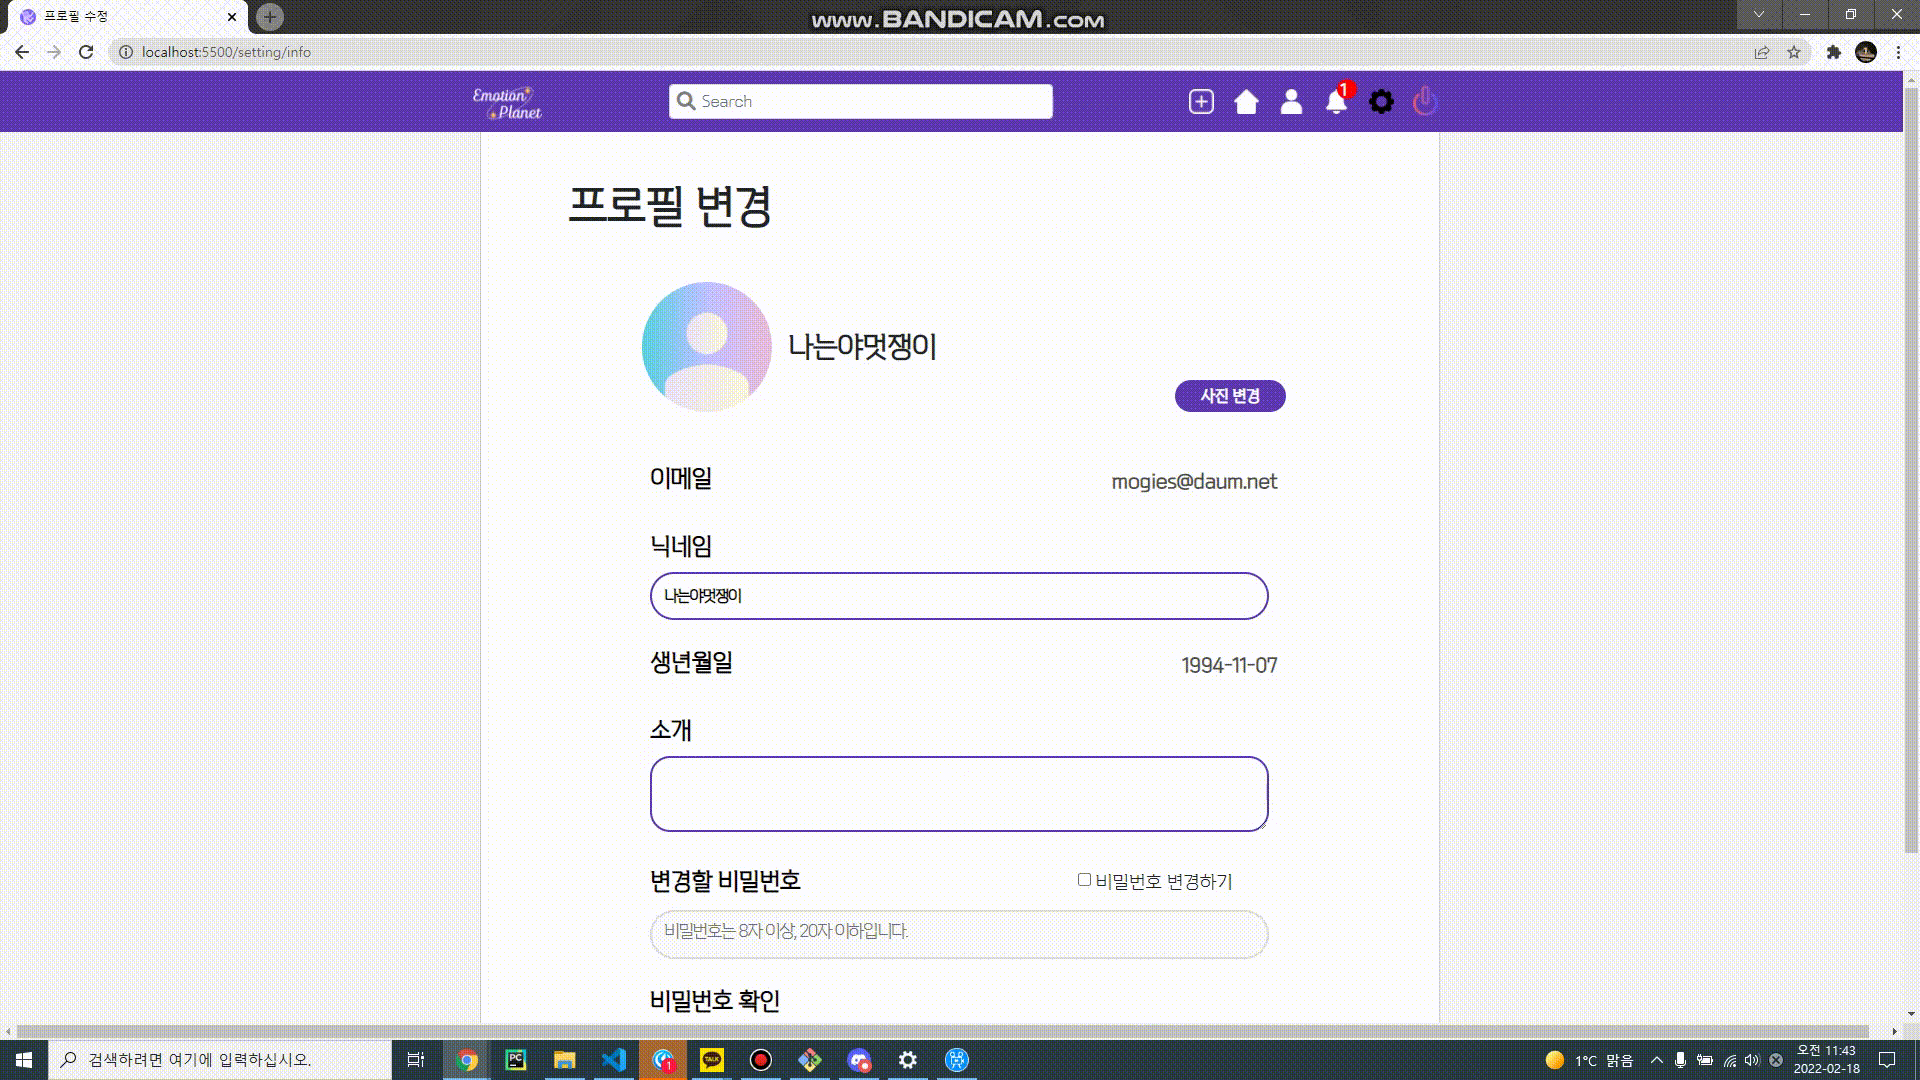 프로필 수정
www.BANDICAM.com
localhost:5500/setting/info
Emotion Planet
Search
1
프로필 변경
나는야멋쟁이
사진 변경
이메일
mogies@daum.net
닉네임
나는야멋쟁이
생년월일
1994-11-07
소개
변경할 비밀번호
비밀번호 변경하기
비밀번호는 8자 이상, 20자 이하입니다.
비밀번호 확인
검색하려면 여기에 입력하십시오.
PC
1
TALK
1°C 맑음
오전 11:43
2022-02-18